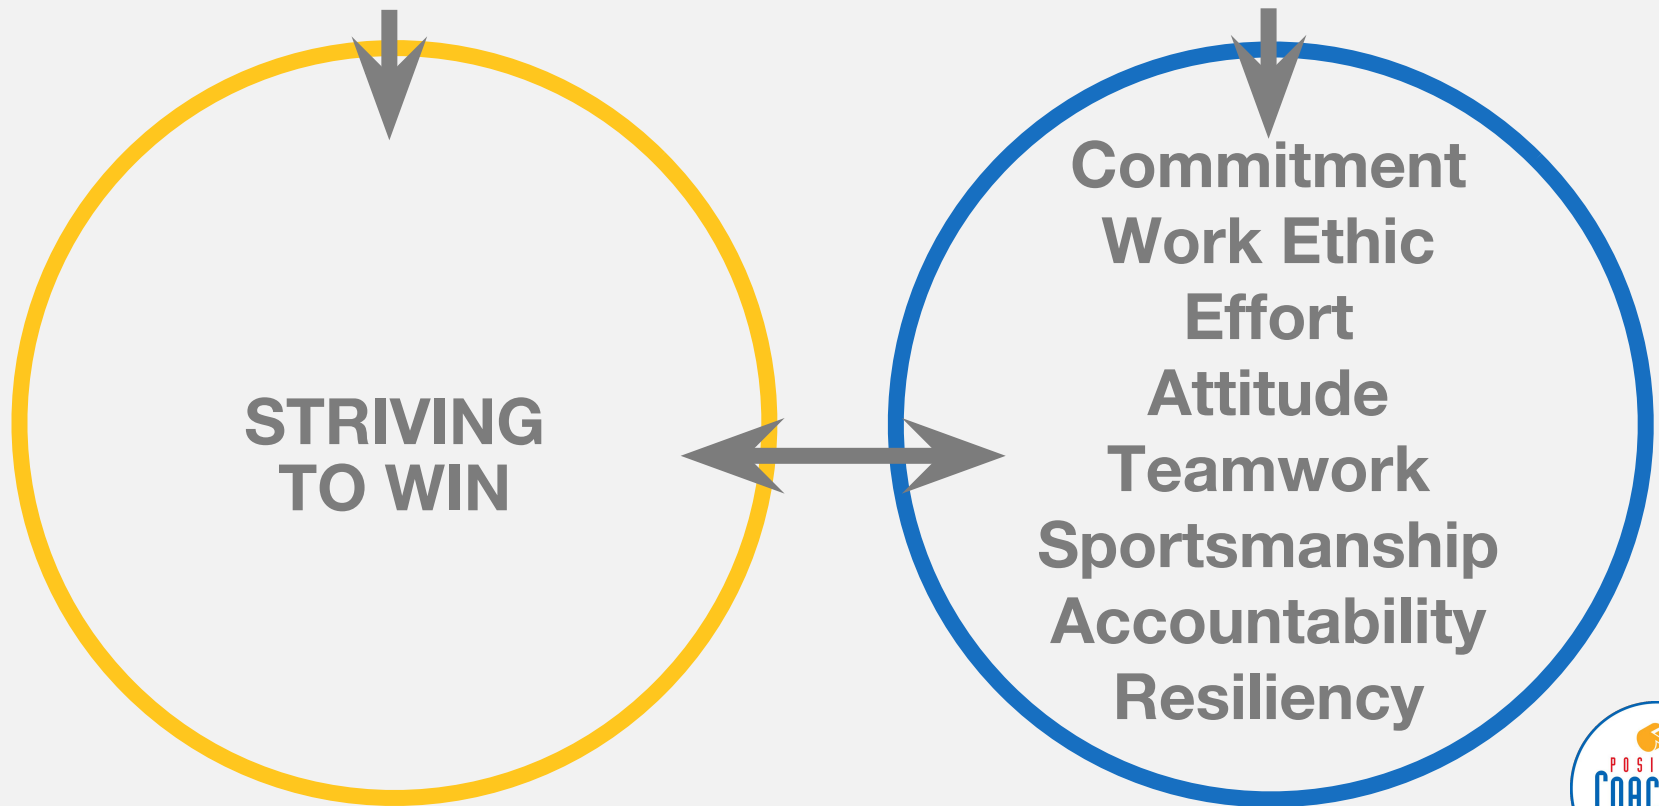 STRIVING
TO WIN
Commitment
Work Ethic
Effort
Attitude
Teamwork
Sportsmanship
Accountability
Resiliency